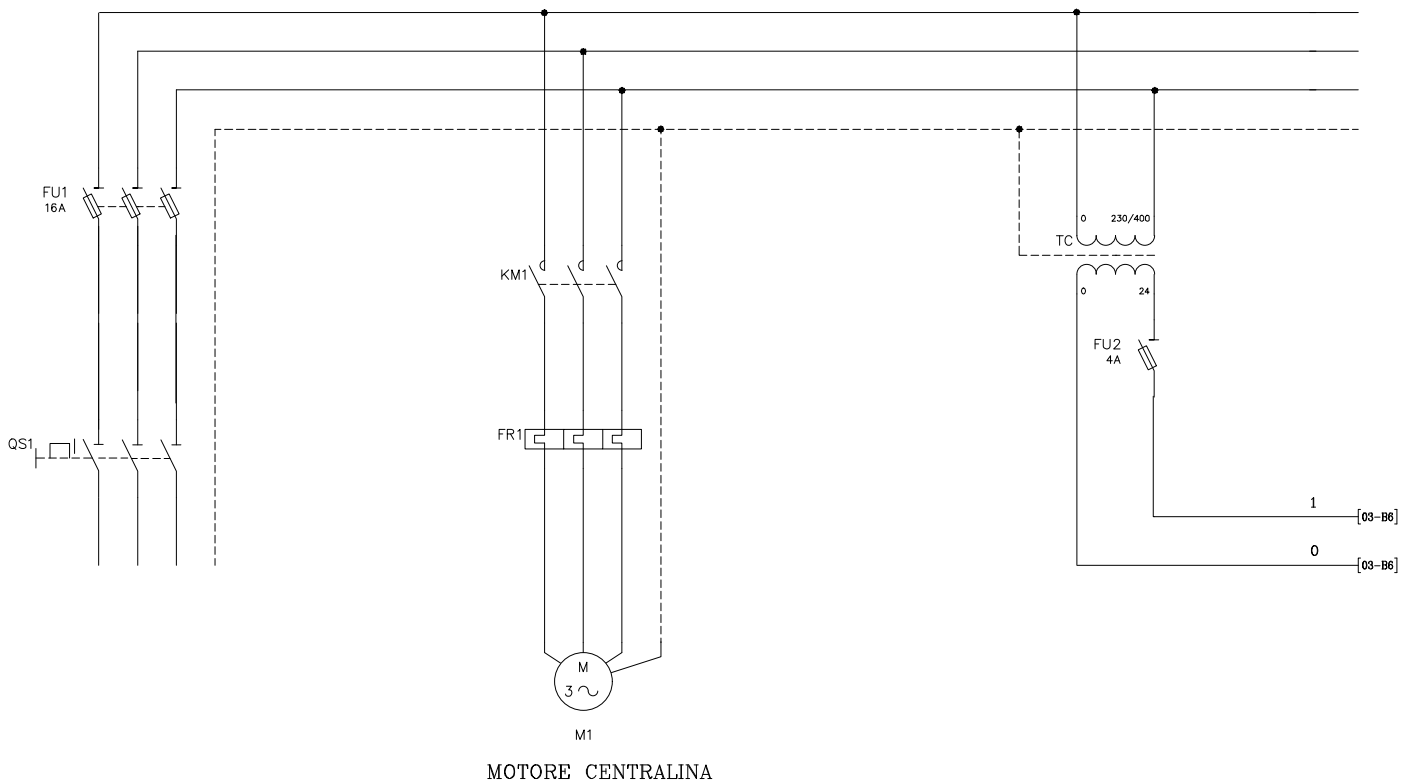 FU1
16A
0 230/400
TC
KM1
0 24
FU2
4A
FR1
QS1
1
[03-B6]
0
[03-B6]
M
3
M1
MOTORE CENTRALINA